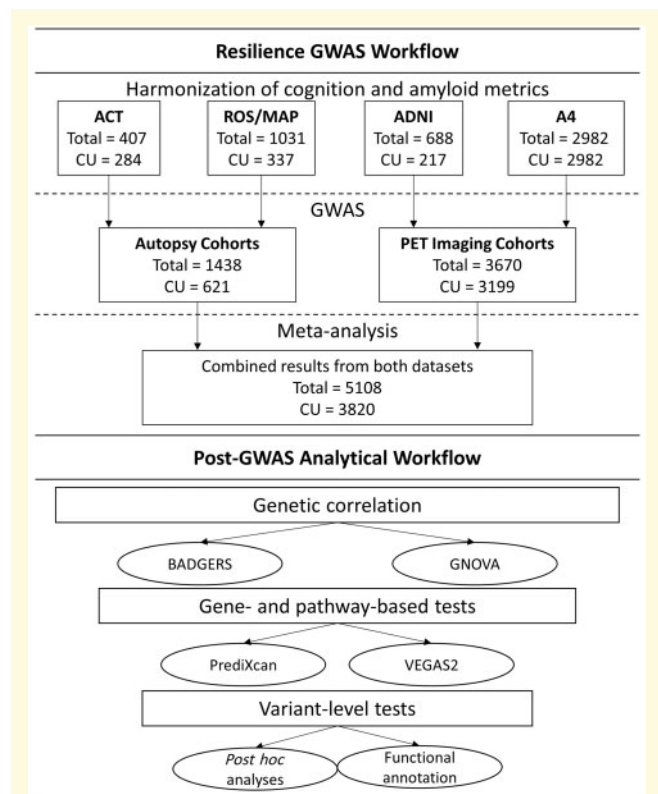 Resilience GWAS Workflow
Harmonization of cognition and amyloid metrics
ACT
Total = 407
CU = 284
ROS/MAP
Total = 1031
CU = 337
ADNI
Total = 688
CU = 217
A4
Total = 2982
CU = 2982
GWAS
Autopsy Cohorts
Total = 1438
CU = 621
PET Imaging Cohorts
Total = 3670
CU = 3199
Meta-analysis
Combined results from both datasets
Total = 5108
CU = 3820
Post-GWAS Analytical Workflow
Genetic correlation
BADGERS
GNOVA
Gene- and pathway-based tests
PrediXcan
VEGAS2
Variant-level tests
Post hoc
analyses
Functional
annotation